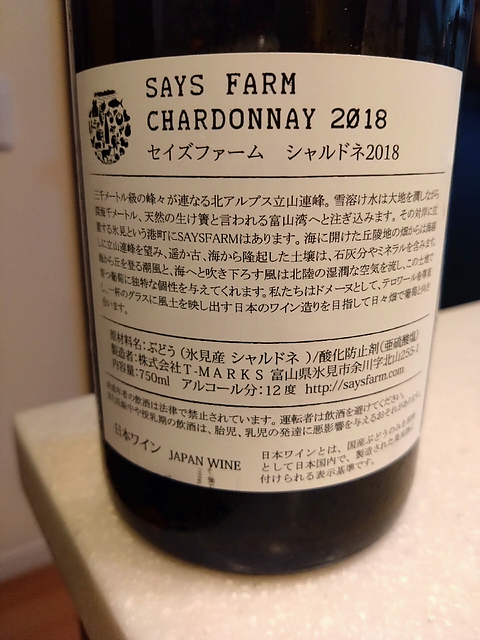 SAYS FARM
CHARDONNAY 2018
セイズファーム シャルドネ2018
三千メートル級の峰々が連なる北アルプス立山連峰。雪溶け水は大地を潤しながら
深海千メートル、天然の生け簀と言われる富山湾へと注ぎ込みます。その対岸に位
置する氷見という港町にSAYSFARMはあります。海に開けた丘陵地の畑からは海越
しに立山連峰を望み、遥か古、海から隆起した土壌は、石灰分やミネラルを含みます。
海から丘を登る潮風と、海へと吹き下ろす風は北陸の湿潤な空気を流し、この土地で
育つ葡萄に独特な個性を与えてくれます。私たちはドメーヌとして、テロワールを尊重
し、一杯のグラスに風土を映し出す日本のワイン造りを目指して日々畑で葡萄と向き
合います。
原材料名:ぶどう(氷見産 シャルドネ)/酸化防止剤(亜硫酸塩)
製造者:株式会社T-MARKS 富山県氷見市余川字北山255-1
内容量:750ml アルコール分:12度 http://saysfarm.com
未成年者の飲酒は法律で禁止されています。運転者は飲酒を避けてください。
妊娠中や授乳期の飲酒は、胎児、乳児の発達に悪影響を与えるおそれがあります。
日本ワイン JAPAN WINE
日本ワインとは、国産ぶどうのみを原料
として日本国内で、製造された果実酒に
付けられる表示基準です。